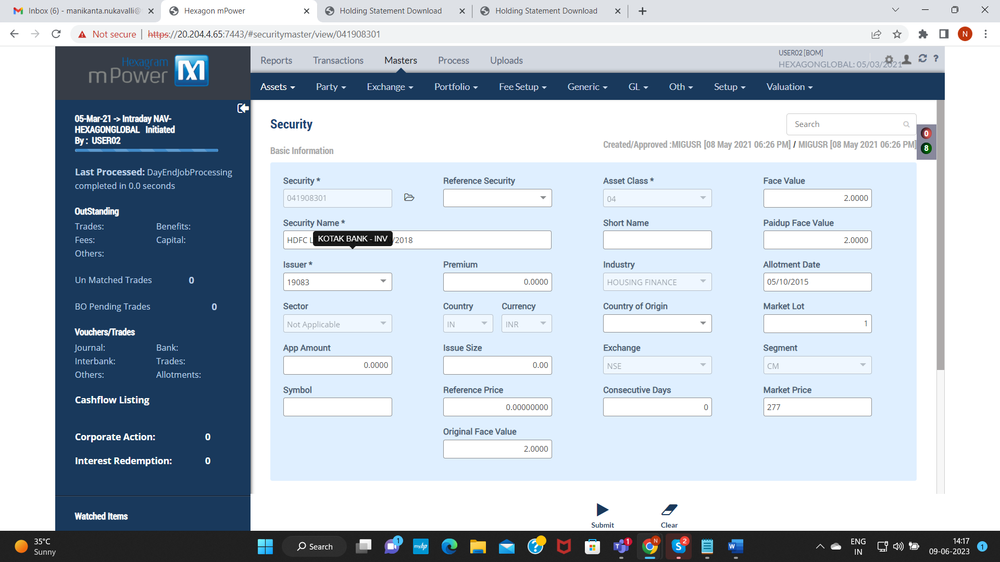 Inbox (6) - manikanta.nukavalli@
Hexagon mPower
Holding Statement Download
Holding Statement Download
Not secure
https://20.204.4.65:7443/#securitymaster/view/041908301
N
Hexagram
mPower
Reports
Transactions
Masters
Process
Uploads
USER02 [BOM]
HEXAGONGLOBAL: 05/03/2021
?
Assets
Party
Exchange
Portfolio
Fee Setup
Generic
GL
Oth
Setup
Valuation
05-Mar-21 -> Intraday NAV-
HEXAGONGLOBAL Initiated
By : USER02
Last Processed: DayEndJobProcessing
completed in 0.0 seconds
OutStanding
Trades: Benefits:
Fees: Capital:
Others:
Un Matched Trades 0
BO Pending Trades 0
Vouchers/Trades
Journal: Bank:
Interbank: Trades:
Others: Allotments:
Cashflow Listing
Corporate Action: 0
Interest Redemption: 0
Watched Items
Security
Search
0
8
Basic Information
Created/Approved :MIGUSR [08 May 2021 06:26 PM] / MIGUSR [08 May 2021 06:26 PM]
Security * Reference Security Asset Class * Face Value
041908301 04 2.0000
Security Name * Short Name Paidup Face Value
HDFC L /2018 2.0000
KOTAK BANK - INV
Issuer * Premium Industry Allotment Date
19083 0.0000 HOUSING FINANCE 05/10/2015
Sector Country Currency Country of Origin Market Lot
Not Applicable IN INR 1
App Amount Issue Size Exchange Segment
0.0000 0.00 NSE CM
Symbol Reference Price Consecutive Days Market Price
0.00000000 0 277
Original Face Value
2.0000
Submit
Clear
35°C
Sunny
Search
1
myhp
?
T
1
N
S
2
W
ENG
IN
14:17
09-06-2023
1